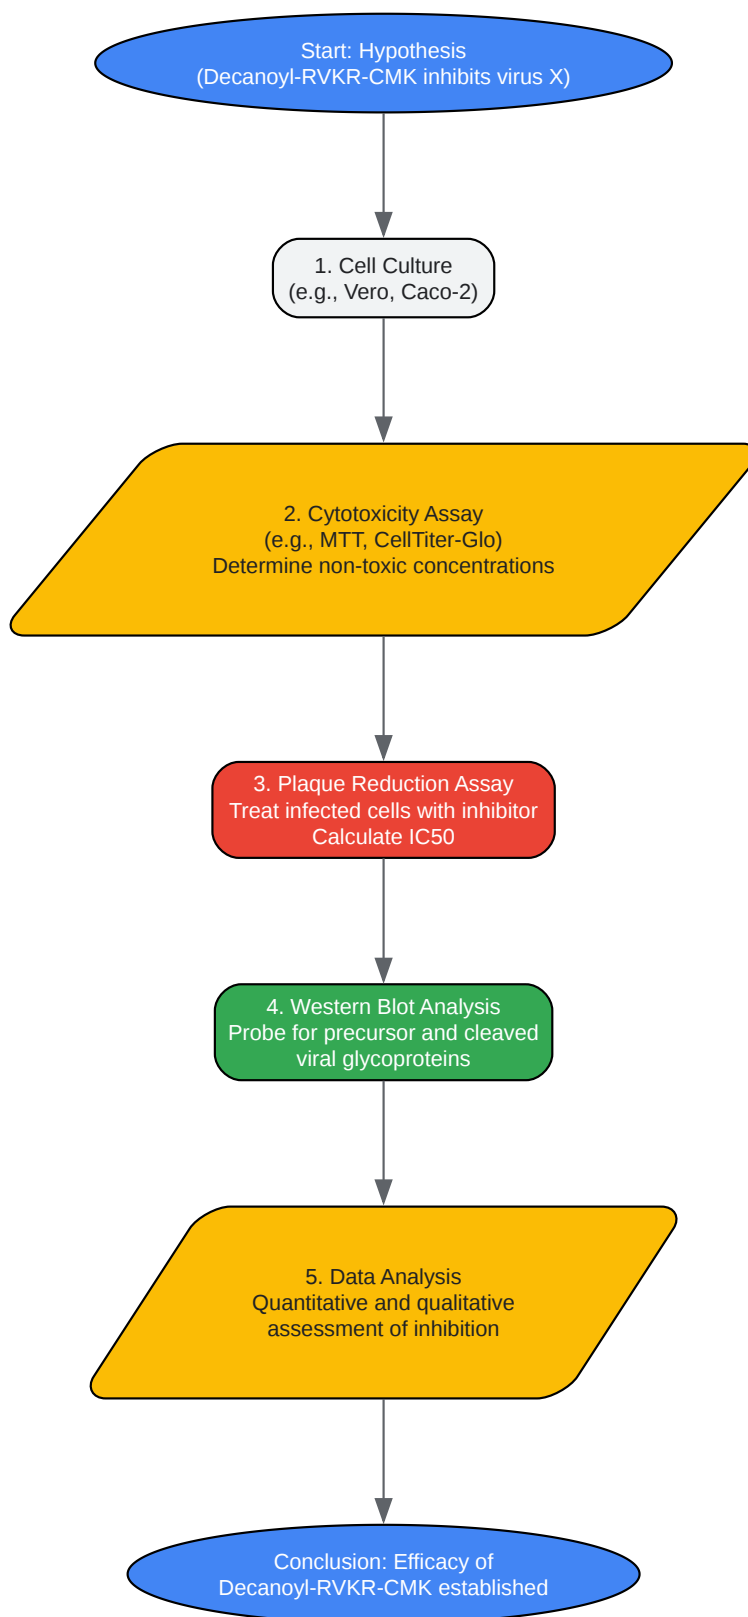 Start: Hypothesis
(Decanoyl-RVKR-CMK inhibits virus X)
1. Cell Culture
(e.g., Vero, Caco-2)
2. Cytotoxicity Assay
(e.g., MTT, CellTiter-Glo)
Determine non-toxic concentrations
3. Plaque Reduction Assay
Treat infected cells with inhibitor
Calculate IC50
4. Western Blot Analysis
Probe for precursor and cleaved
viral glycoproteins
5. Data Analysis
Quantitative and qualitative
assessment of inhibition
Conclusion: Efficacy of
Decanoyl-RVKR-CMK established